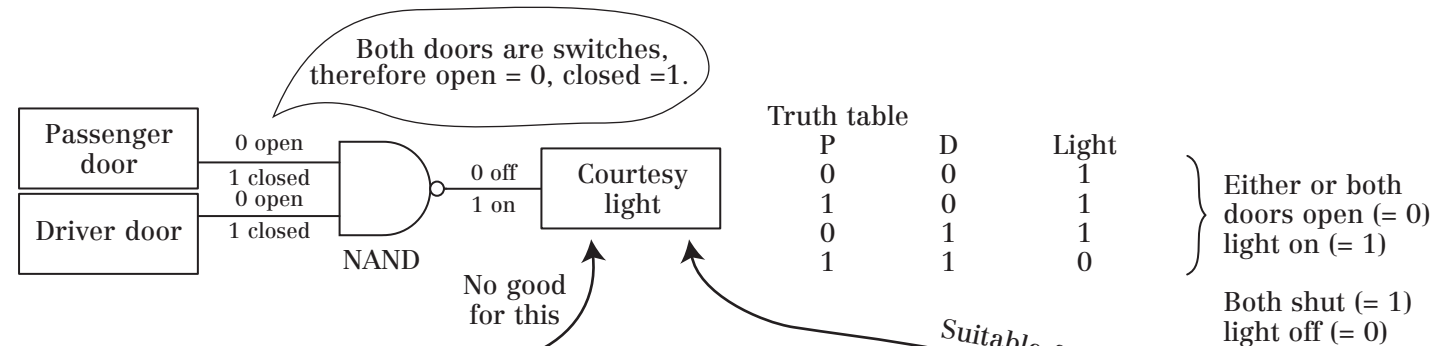 Both doors are switches,
therefore open = 0, closed =1.
Passenger
door
0 open
1 closed
Driver door
0 open
1 closed
NAND
0 off
1 on
Courtesy
light
No good
for this
Suitable
Truth table
P D Light
0 0 1
1 0 1
0 1 1
1 1 0
Either or both
doors open (= 0)
light on (= 1)
Both shut (= 1)
light off (= 0)